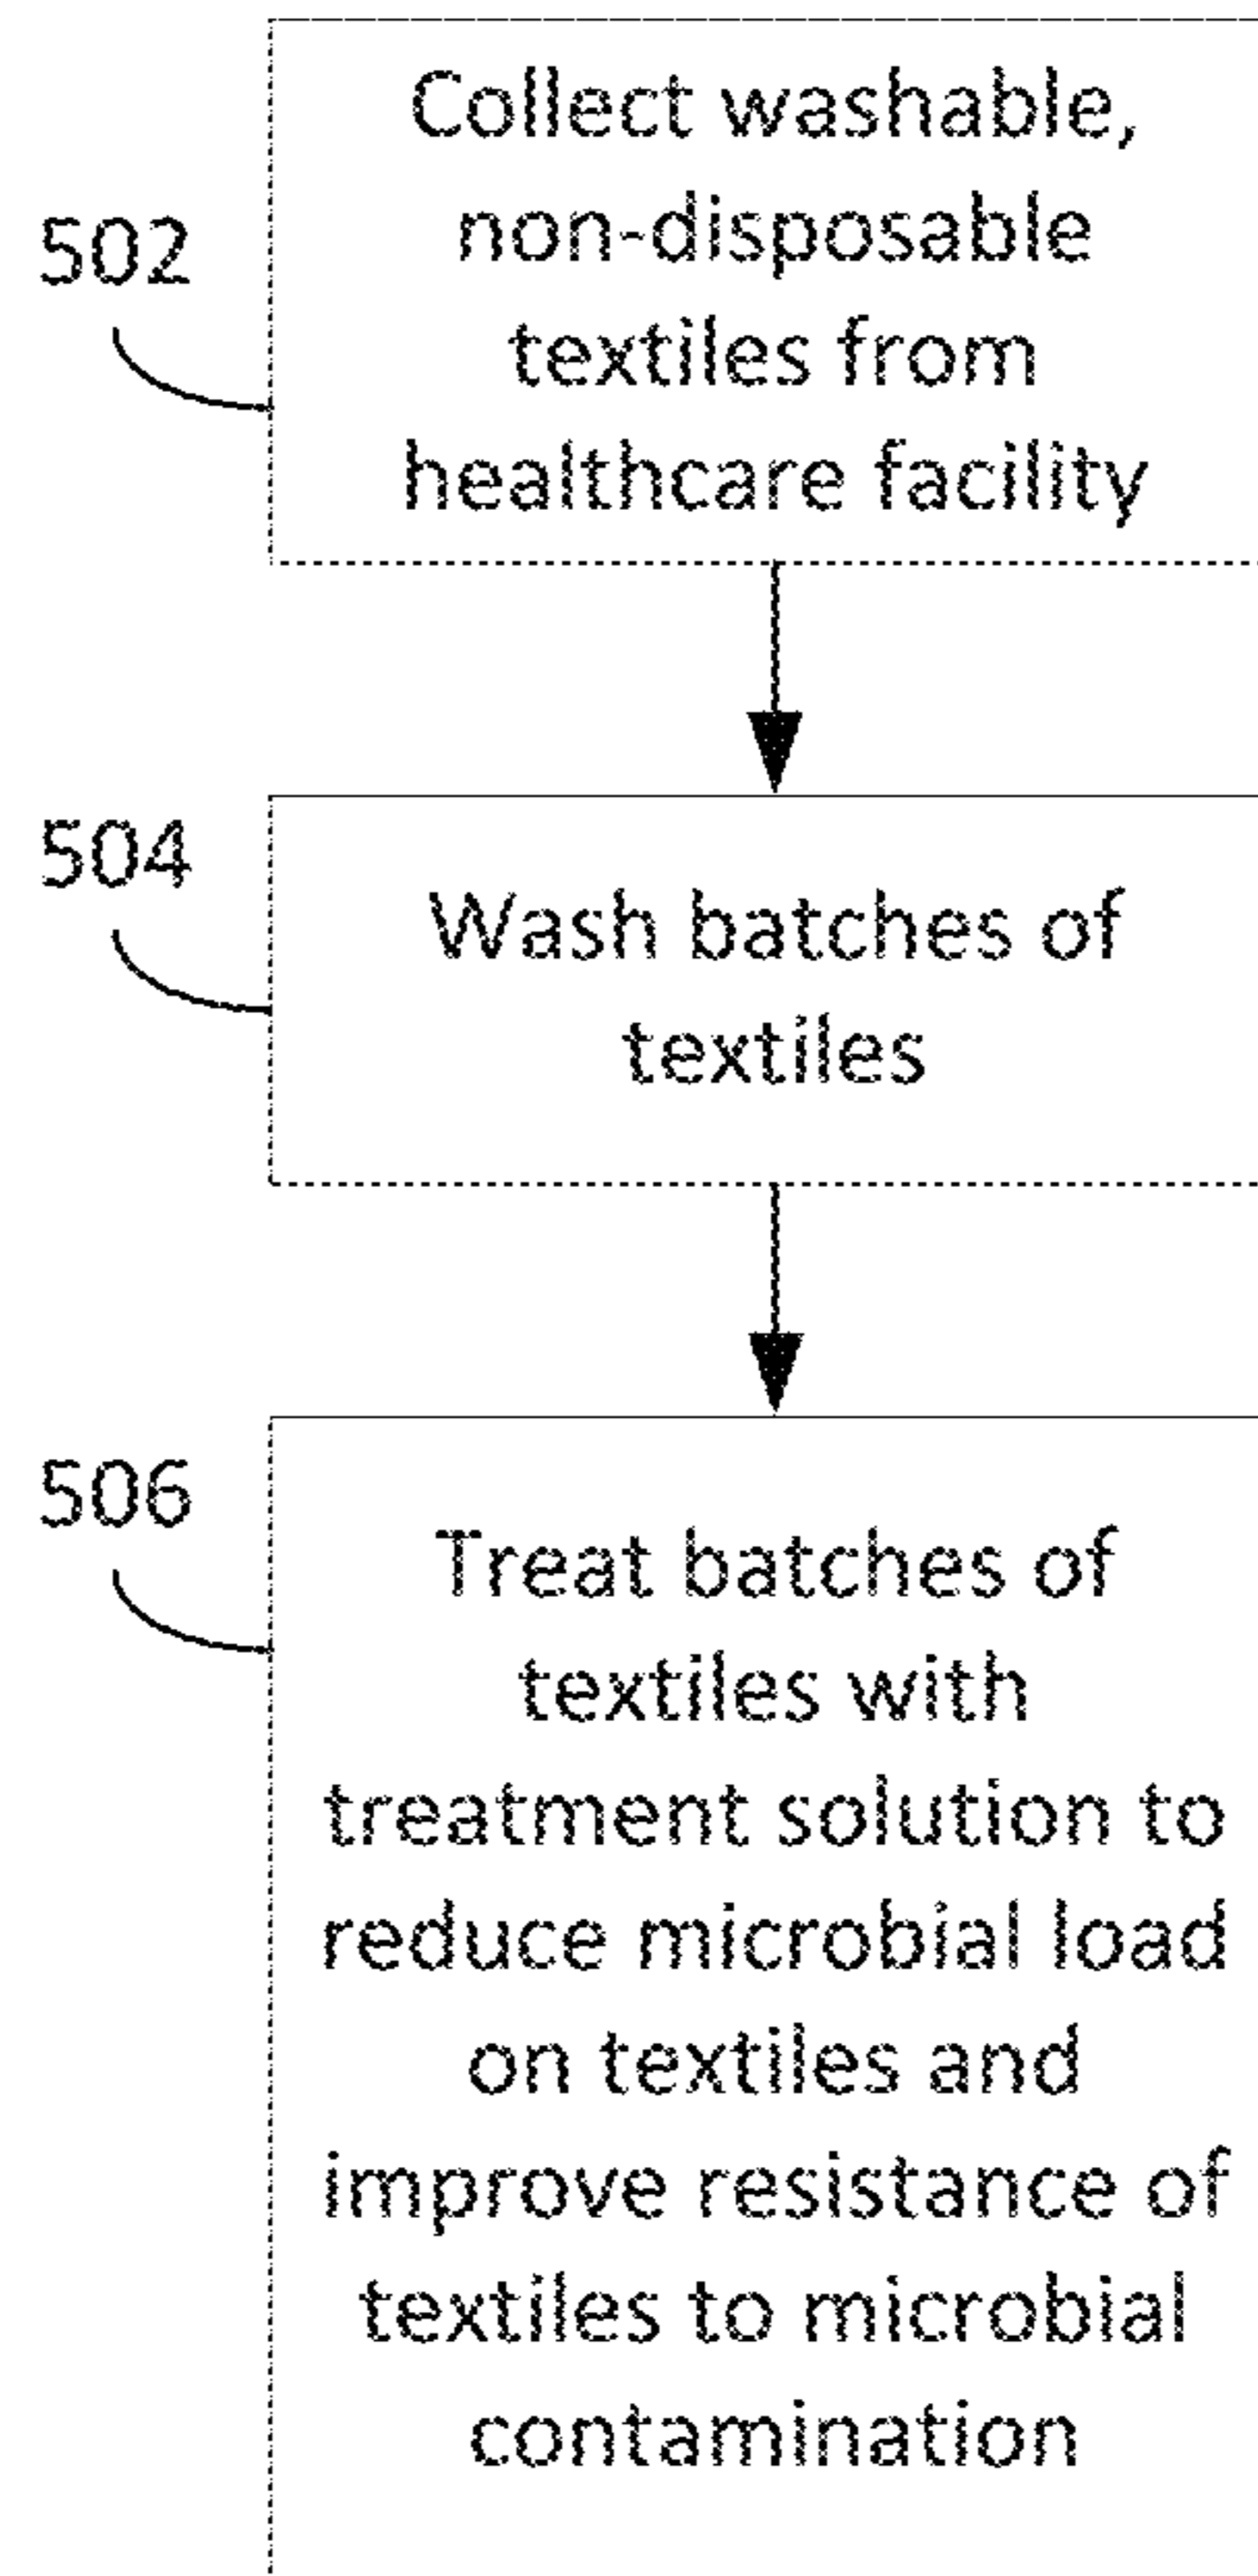 502
Collect washable,
non-disposable
textiles from
healthcare facility
504
Wash batches of
textiles
506
Treat batches of
textiles with
treatment solution to
reduce microbial load
on textiles and
improve resistance of
textiles to microbial
contamination